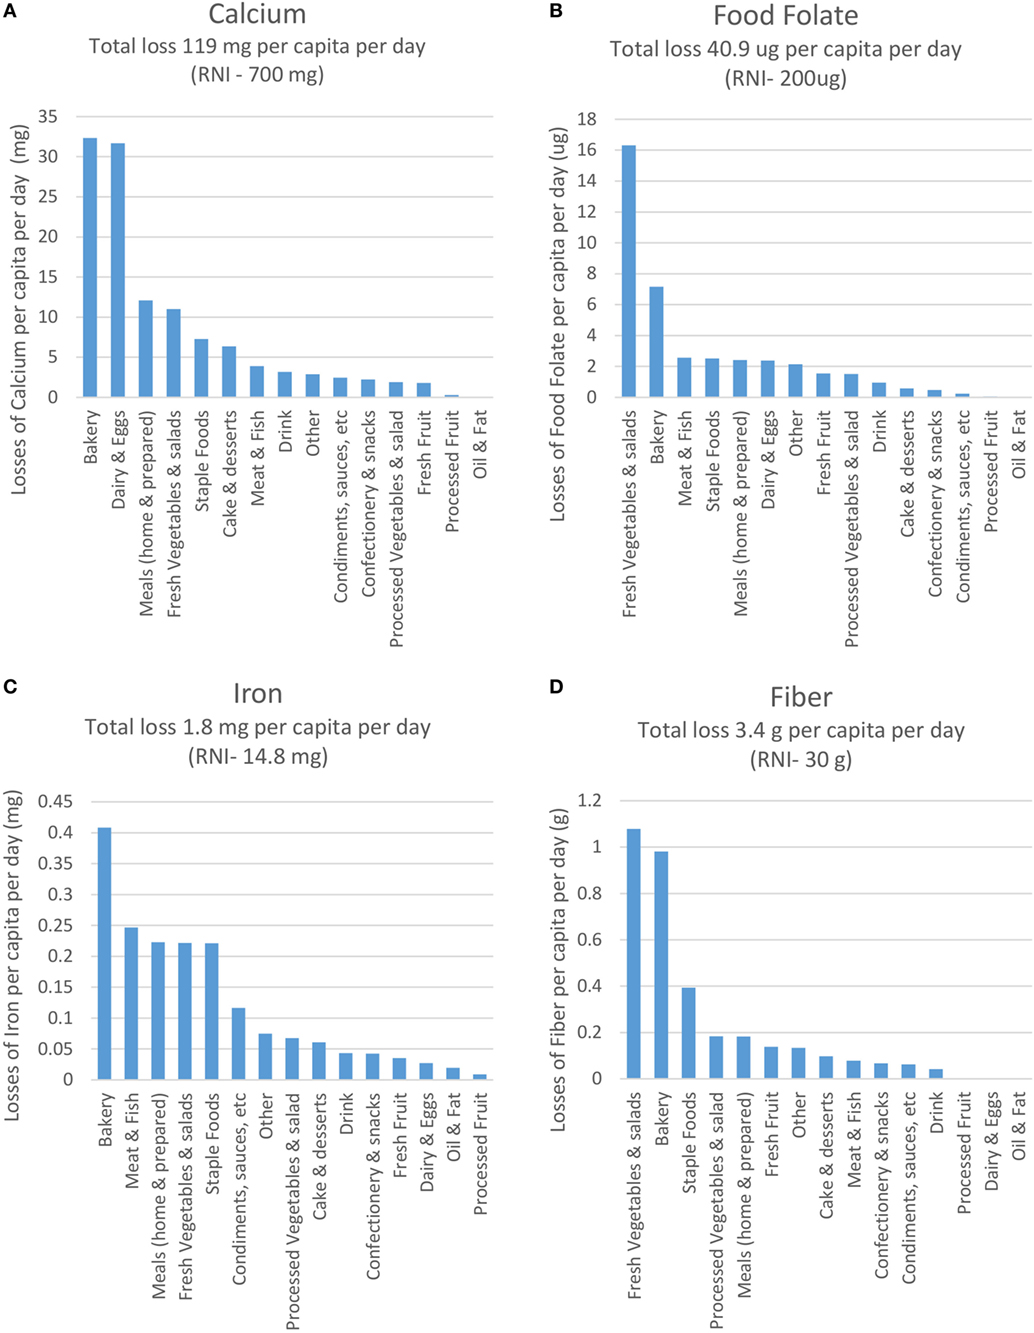 A
Calcium
Total loss 119 mg per capita per day
(RNI - 700 mg)
Losses of Calcium per capita per day (mg)
35
30
25
20
15
10
5
0
Bakery
Dairy & Eggs
Meals (home & prepared)
Fresh Vegetables & salads
Staple Foods
Cake & desserts
Meat & Fish
Drink
Other
Condiments, sauces, etc
Confectionery & snacks
Processed Vegetables & salad
Fresh Fruit
Processed Fruit
Oil & Fat
B
Food Folate
Total loss 40.9 ug per capita per day
(RNI- 200ug)
Losses of Food Folate per capita per day (ug)
18
16
14
12
10
8
6
4
2
0
Fresh Vegetables & salads
Bakery
Meat & Fish
Staple Foods
Meals (home & prepared)
Dairy & Eggs
Other
Fresh Fruit
Processed Vegetables & salad
Drink
Cake & desserts
Confectionery & snacks
Condiments, sauces, etc
Processed Fruit
Oil & Fat
C
Iron
Total loss 1.8 mg per capita per day
(RNI- 14.8 mg)
Losses of Iron per capita per day (mg)
0.45
0.4
0.35
0.3
0.25
0.2
0.15
0.1
0.05
0
Bakery
Meat & Fish
Meals (home & prepared)
Fresh Vegetables & salads
Staple Foods
Condiments, sauces, etc
Other
Processed Vegetables & salad
Cake & desserts
Drink
Confectionery & snacks
Fresh Fruit
Dairy & Eggs
Oil & Fat
Processed Fruit
D
Fiber
Total loss 3.4 g per capita per day
(RNI- 30 g)
Losses of Fiber per capita per day (g)
1.2
1
0.8
0.6
0.4
0.2
0
Fresh Vegetables & salads
Bakery
Staple Foods
Processed Vegetables & salad
Meals (home & prepared)
Fresh Fruit
Other
Cake & desserts
Meat & Fish
Confectionery & snacks
Condiments, sauces, etc
Drink
Processed Fruit
Dairy & Eggs
Oil & Fat